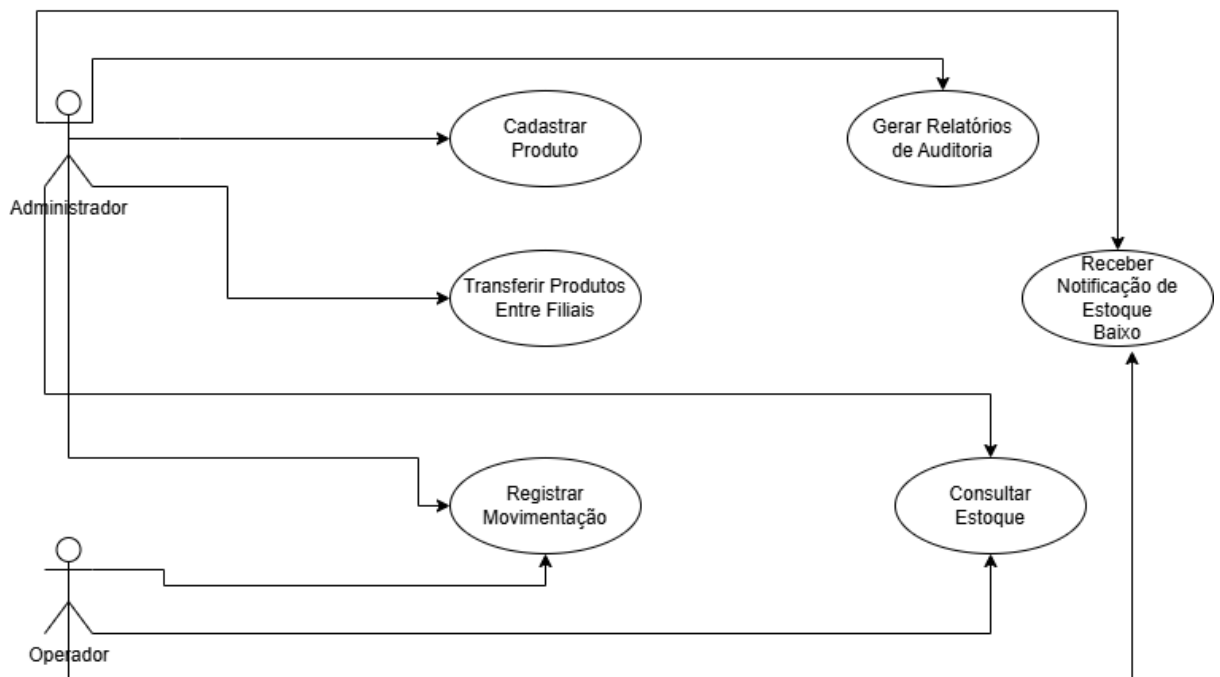 Cadastrar
Produto
Gerar Relatórios
de Auditoria
Administrador
Transferir Produtos
Entre Filiais
Receber
Notificação de
Estoque
Baixo
Registrar
Movimentação
Consultar
Estoque
Operador